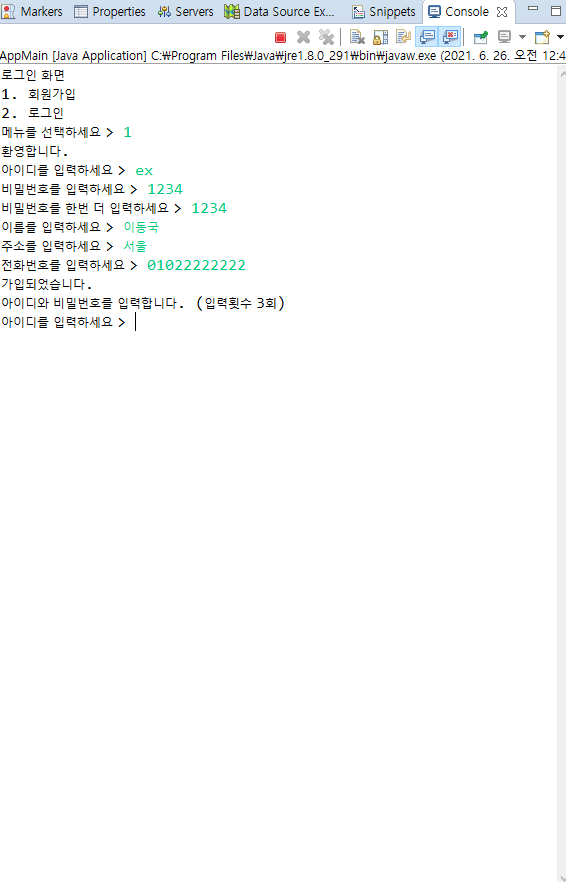 Markers Properties Servers Data Source Ex... Snippets Console
AppMain [Java Application] C:₩Program Files₩Java₩jre1.8.0_291₩bin₩javaw.exe (2021. 6. 26. 오전 12:4
로그인 화면
1. 회원가입
2. 로그인
메뉴를 선택하세요 > 1
환영합니다.
아이디를 입력하세요 > ex
비밀번호를 입력하세요 > 1234
비밀번호를 한번 더 입력하세요 > 1234
이름를 입력하세요 > 이동국
주소를 입력하세요 > 서울
전화번호를 입력하세요 > 01022222222
가입되었습니다.
아이디와 비밀번호를 입력합니다. (입력횟수 3회)
아이디를 입력하세요 >